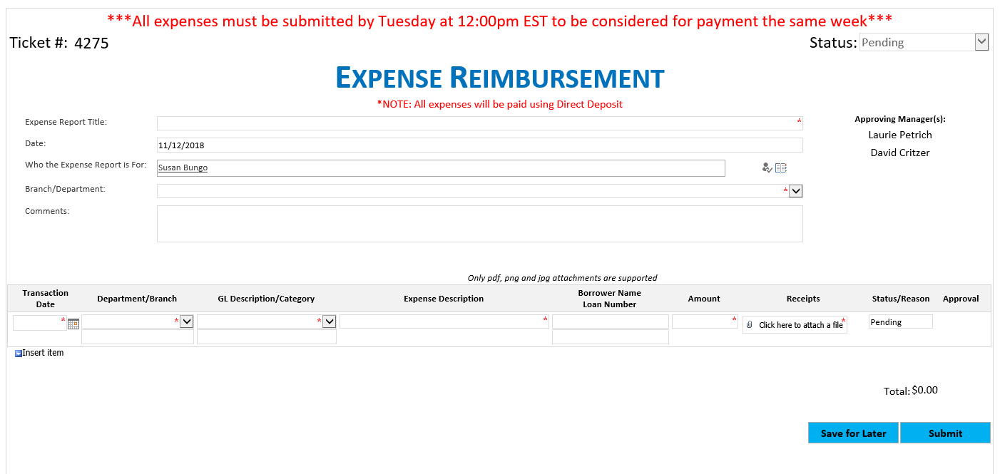 ***All expenses must be submitted by Tuesday at 12:00pm EST to be considered for payment the same week***
Ticket #: 4275
Status: Pending
EXPENSE REIMBURSEMENT
*NOTE: All expenses will be paid using Direct Deposit
Expense Report Title: *
Approving Manager(s):
Laurie Petrich
Date: 11/12/2018
David Critzer
Who the Expense Report is For: Susan Bungo
Branch/Department: *
Comments:
Only pdf, png and jpg attachments are supported
Transaction Date Department/Branch GL Description/Category Expense Description Borrower Name Loan Number Amount Receipts Status/Reason Approval
* * * * * Click here to attach a file * Pending
Insert item
Total: $0.00
Save for Later Submit